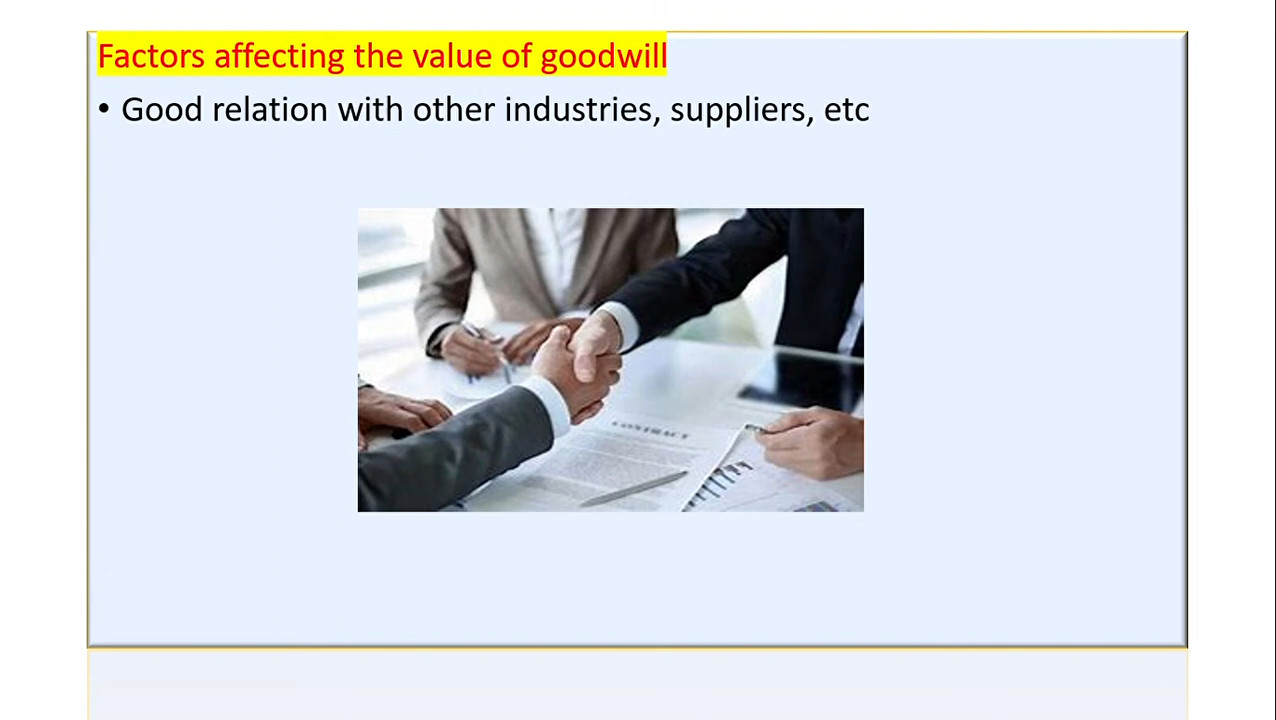 Factors affecting the value of goodwill
• Good relation with other industries, suppliers, etc
CONTRACT